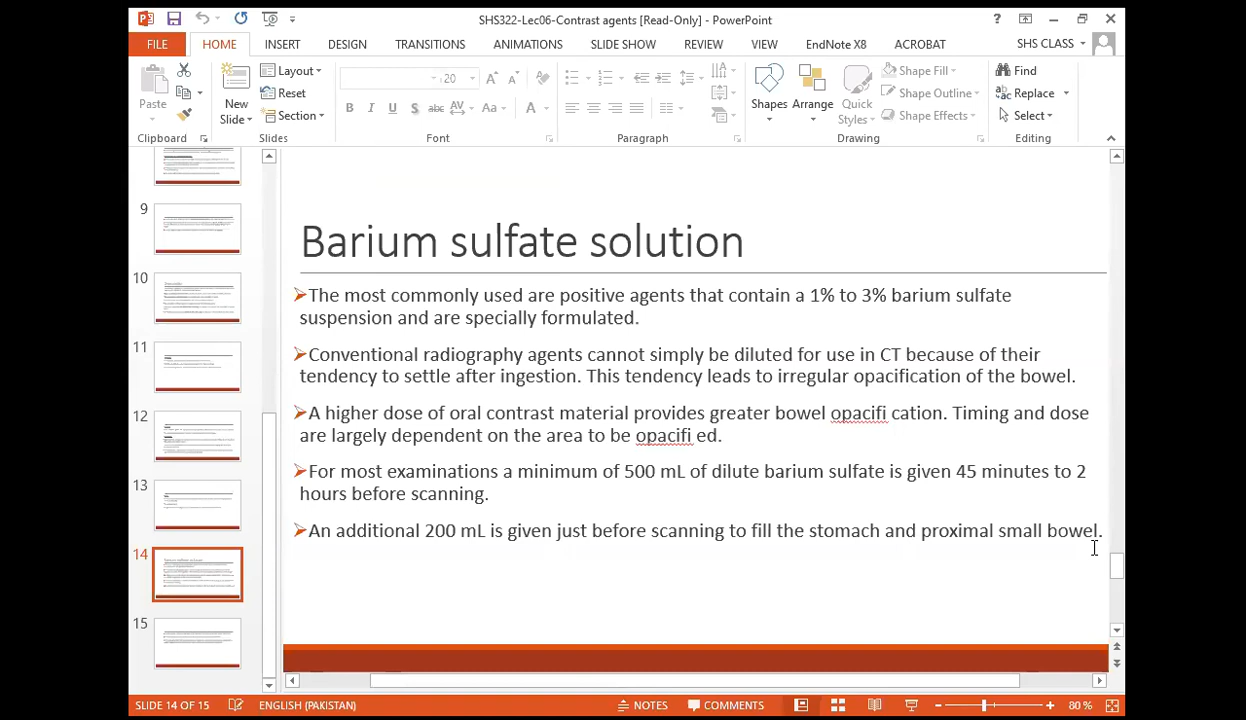 SHS322-Lec06-Contrast agents [Read-Only] - PowerPoint
FILE HOME INSERT DESIGN TRANSITIONS ANIMATIONS SLIDE SHOW REVIEW VIEW EndNote X8 ACROBAT SHS CLASS
Paste
New
Slide
Layout
Reset
Section
20
B I U S abc AV Aa A
Shapes
Arrange
Quick
Styles
Shape Fill
Shape Outline
Shape Effects
Find
Replace
Select
Clipboard Slides Font Paragraph Drawing Editing
9
10
11
12
13
14
15
Barium sulfate solution
The most commonly used are positive agents that contain a 1% to 3% barium sulfate
suspension and are specially formulated.
Conventional radiography agents cannot simply be diluted for use in CT because of their
tendency to settle after ingestion. This tendency leads to irregular opacification of the bowel.
A higher dose of oral contrast material provides greater bowel opacifi cation. Timing and dose
are largely dependent on the area to be opacifi ed.
For most examinations a minimum of 500 mL of dilute barium sulfate is given 45 minutes to 2
hours before scanning.
An additional 200 mL is given just before scanning to fill the stomach and proximal small bowel.
SLIDE 14 OF 15 ENGLISH (PAKISTAN) NOTES COMMENTS 80 %